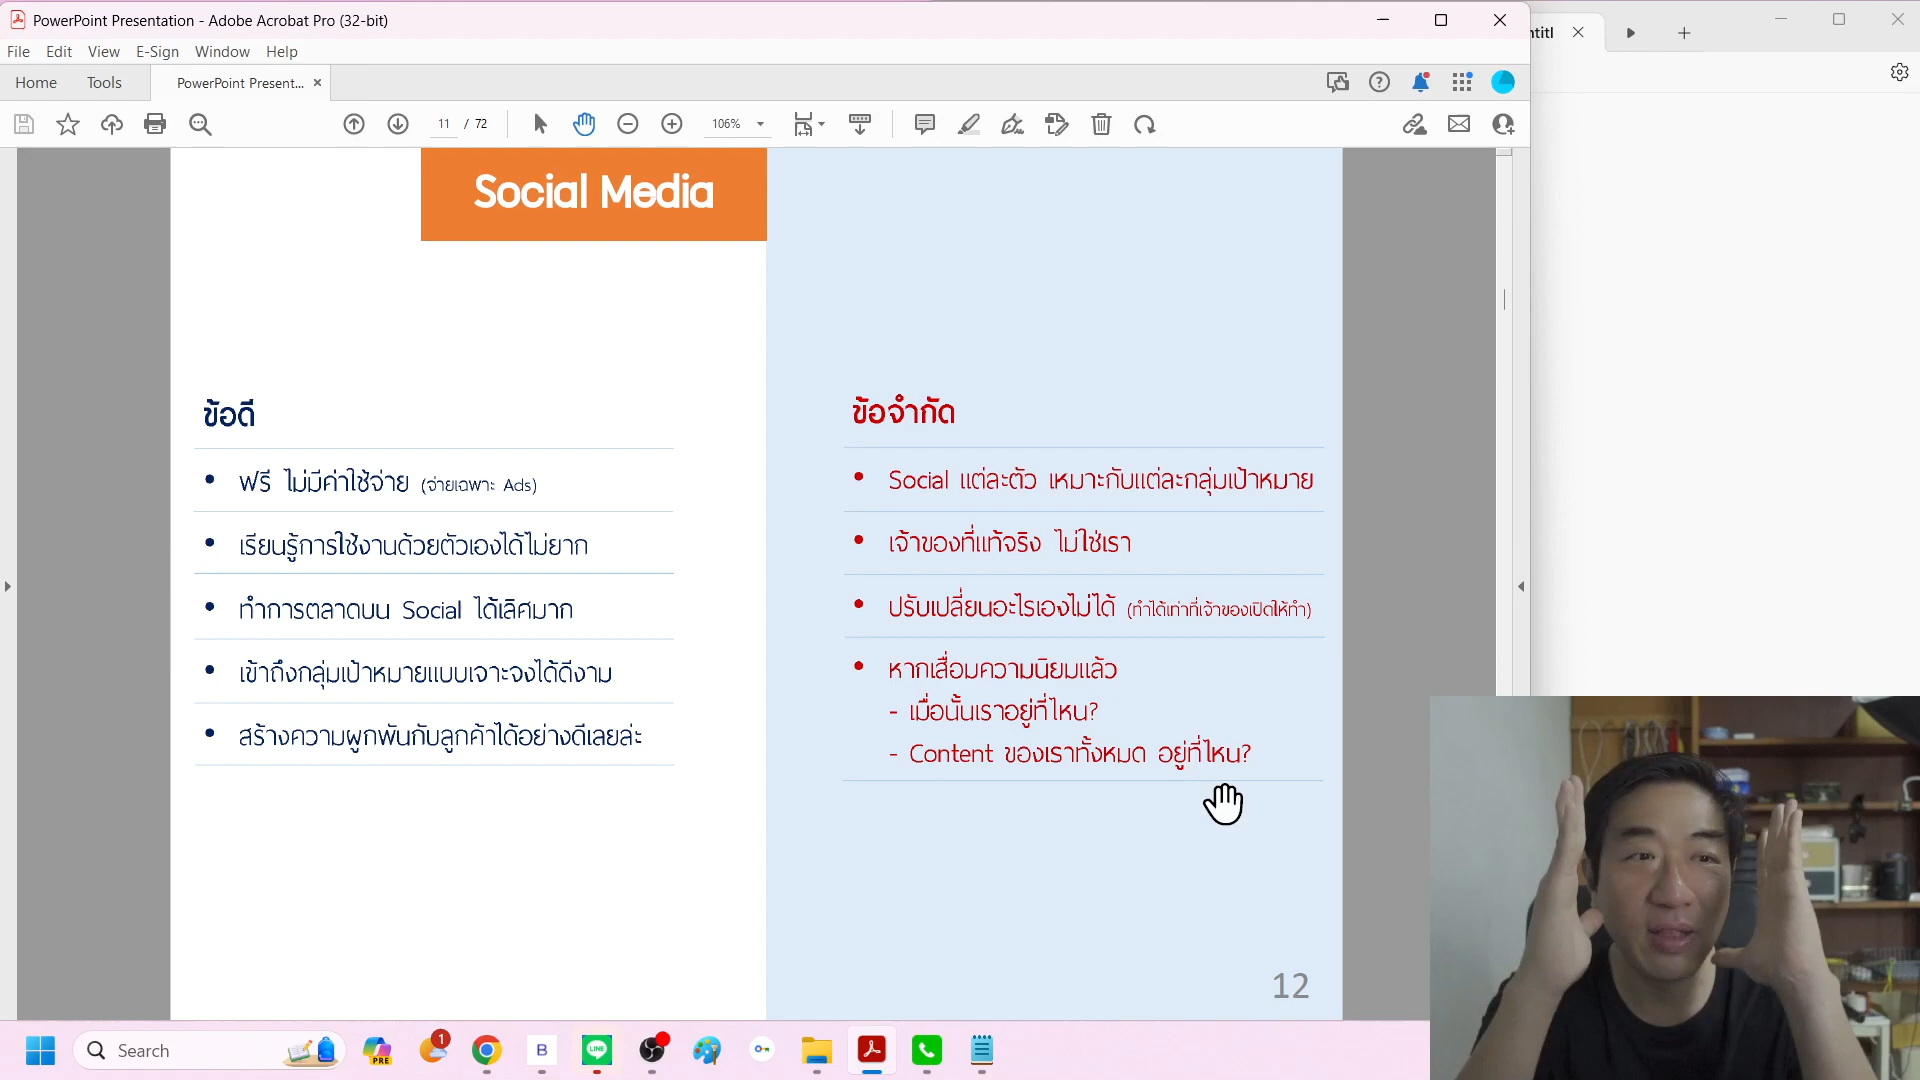 PowerPoint Presentation - Adobe Acrobat Pro (32-bit)
File Edit View E-Sign Window Help
Home Tools PowerPoint Present...
11 / 72 106%
Social Media
ข้อดี
• ฟรี ไม่มีค่าใช้จ่าย (จ่ายเฉพาะ Ads)
• เรียนรู้การใช้งานด้วยตัวเองได้ไม่ยาก
• ทำการตลาดบน Social ได้เลิศมาก
• เข้าถึงกลุ่มเป้าหมายแบบเจาะจงได้ดีงาม
• สร้างความผูกพันกับลูกค้าได้อย่างดีเลยล่ะ
ข้อจำกัด
• Social แต่ละตัว เหมาะกับแต่ละกลุ่มเป้าหมาย
• เจ้าของที่แท้จริง ไม่ใช่เรา
• ปรับเปลี่ยนอะไรเองไม่ได้ (ทำได้เท่าที่เจ้าของเปิดให้ทำ)
• หากเสื่อมความนิยมแล้ว
- เมื่อนั้นเราอยู่ที่ไหน?
- Content ของเราทั้งหมด อยู่ที่ไหน?
12
Search
PRE
1
B
LINE